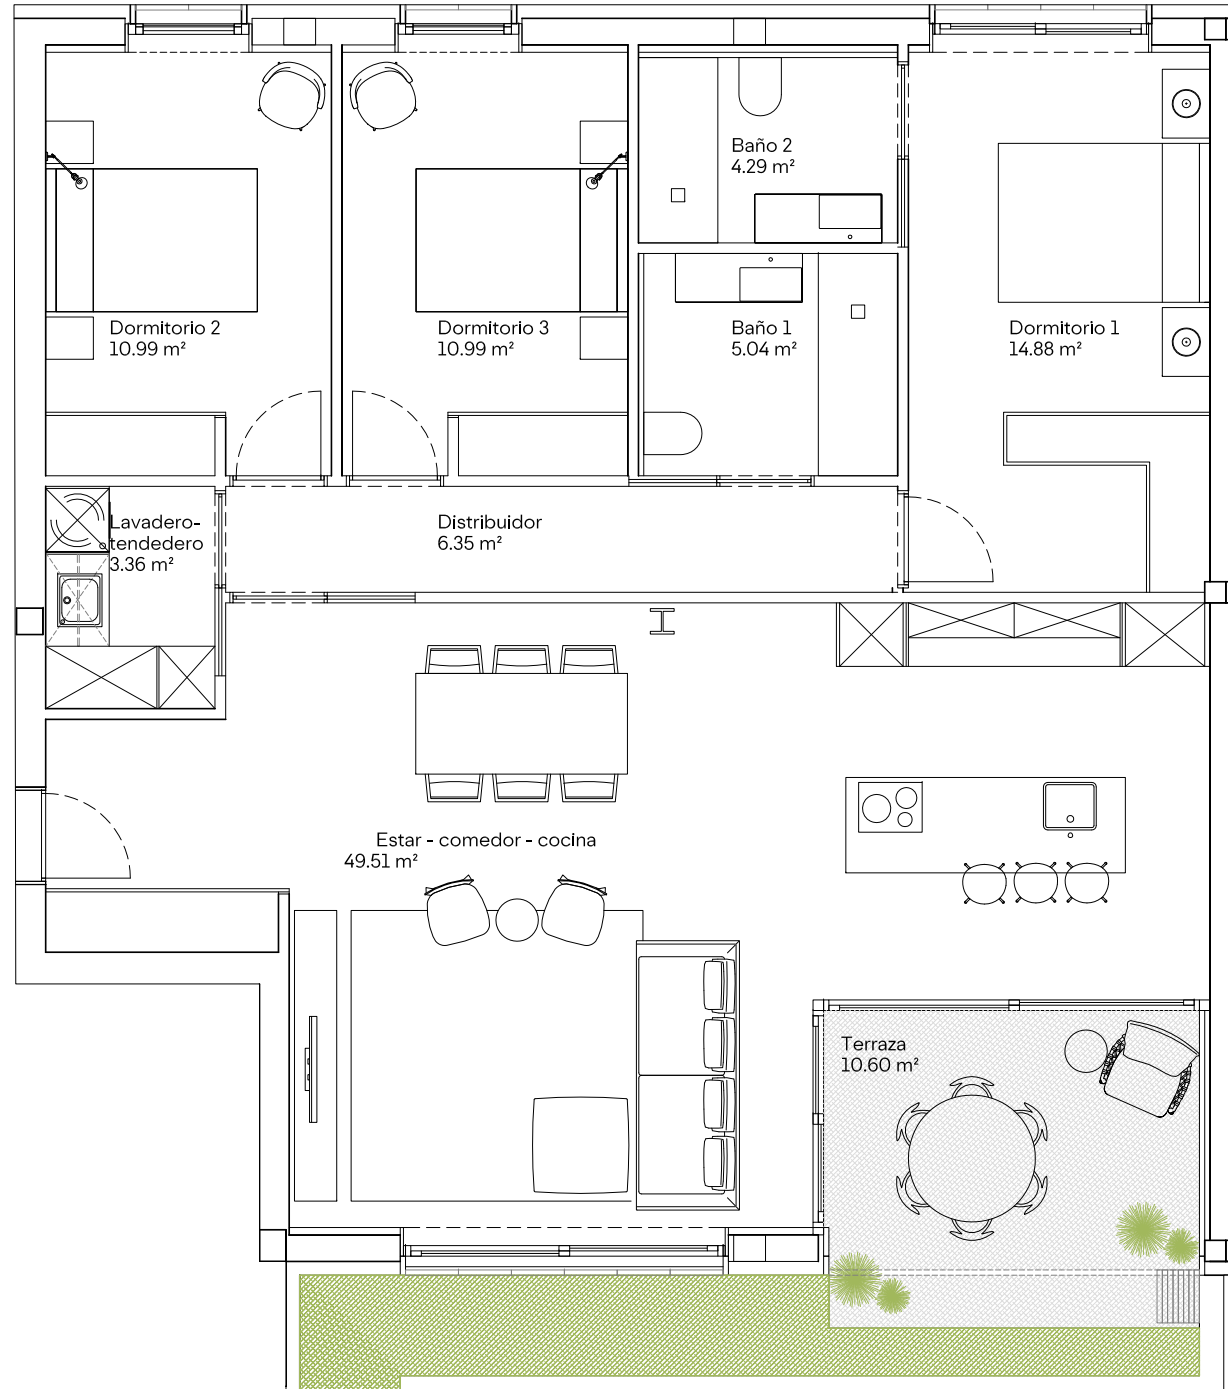 Baño 2
4.29 m²
Dormitorio 2
10.99 m²
Dormitorio 3
10.99 m²
Baño 1
5.04 m²
Dormitorio 1
14.88 m²
Lavadero-
tendedero
3.36 m²
Distribuidor
6.35 m²
Estar - comedor - cocina
49.51 m²
Terraza
10.60 m²